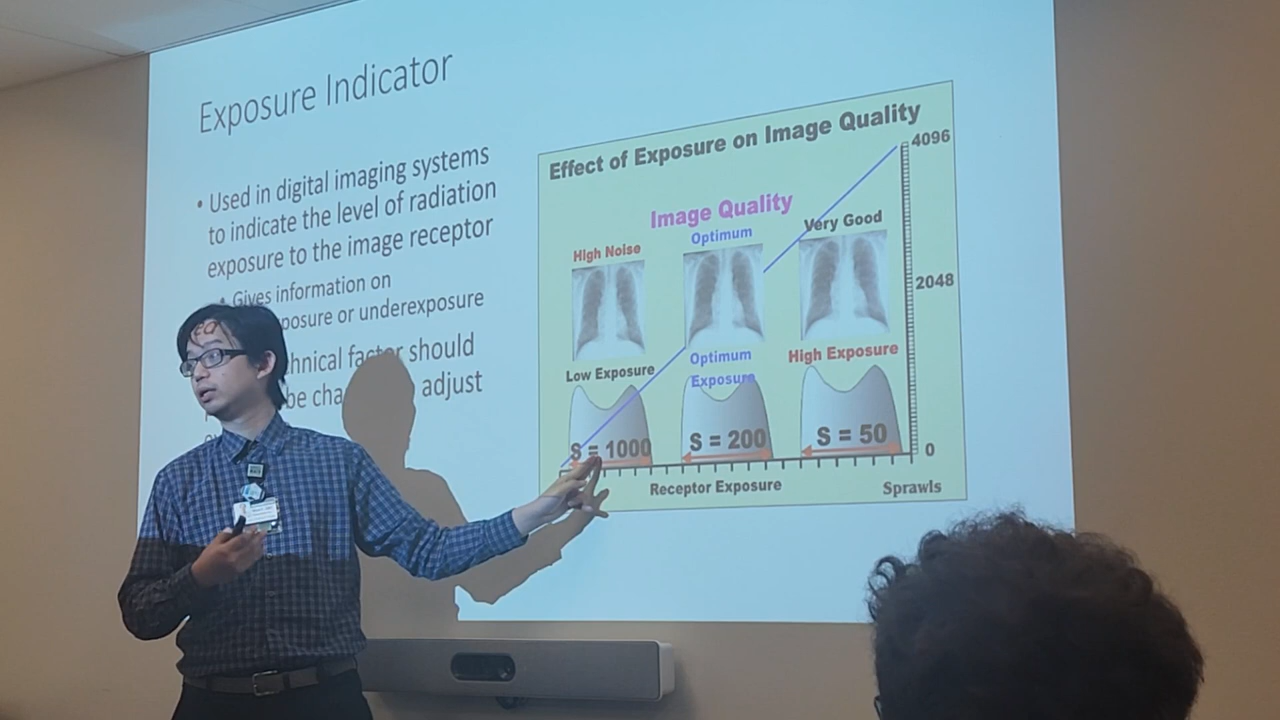 Exposure Indicator
• Used in digital imaging systems
to indicate the level of radiation
exposure to the image receptor
• Gives information on
posure or underexposure
hnical factor should
be cha adjust
Effect of Exposure on Image Quality
Image Quality
High Noise
Optimum
Very Good
Low Exposure
Optimum
Exposure
High Exposure
S = 1000
S = 200
S = 50
4096
2048
0
Receptor Exposure
Sprawls